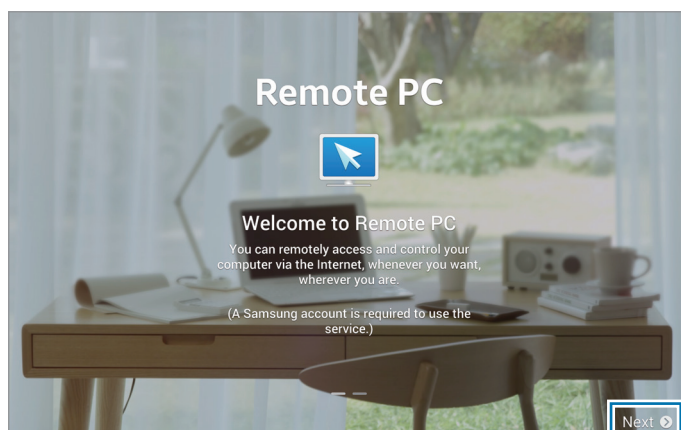 Remote PC
Welcome to Remote PC
You can remotely access and control your
computer via the Internet, whenever you want,
wherever you are.
(A Samsung account is required to use the
service.)
Next